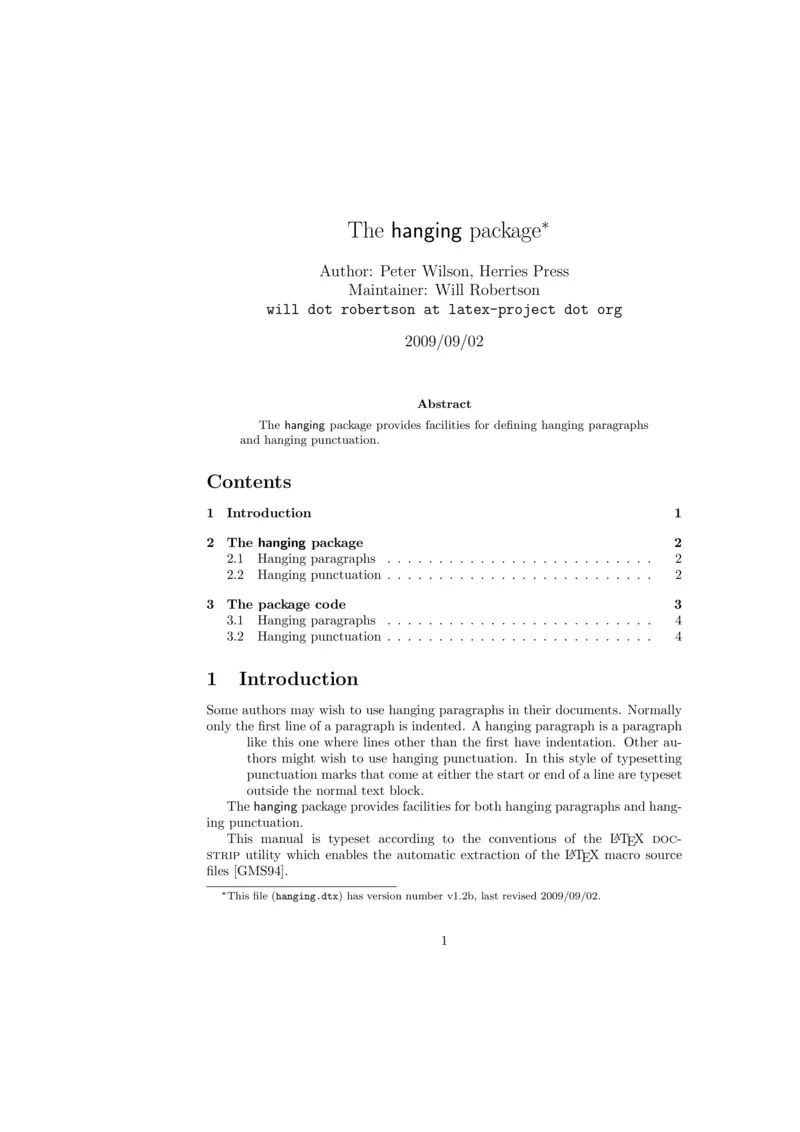 The hanging package*
Author: Peter Wilson, Herries Press
Maintainer: Will Robertson
will dot robertson at latex-project dot org
2009/09/02
Abstract
The hanging package provides facilities for defining hanging paragraphs
and hanging punctuation.
Contents
1 Introduction 1
2 The hanging package 2
2.1 Hanging paragraphs . . . . . . . . . . . . . . . . . . . . . . . . . . 2
2.2 Hanging punctuation . . . . . . . . . . . . . . . . . . . . . . . . . . 2
3 The package code 3
3.1 Hanging paragraphs . . . . . . . . . . . . . . . . . . . . . . . . . . 4
3.2 Hanging punctuation . . . . . . . . . . . . . . . . . . . . . . . . . . 4
1 Introduction
Some authors may wish to use hanging paragraphs in their documents. Normally
only the first line of a paragraph is indented. A hanging paragraph is a paragraph
like this one where lines other than the first have indentation. Other au-
thors might wish to use hanging punctuation. In this style of typesetting
punctuation marks that come at either the start or end of a line are typeset
outside the normal text block.
The hanging package provides facilities for both hanging paragraphs and hang-
ing punctuation.
This manual is typeset according to the conventions of the LATEX DOC-
STRIP utility which enables the automatic extraction of the LATEX macro source
files [GMS94].
*This file (hanging.dtx) has version number v1.2b, last revised 2009/09/02.
1